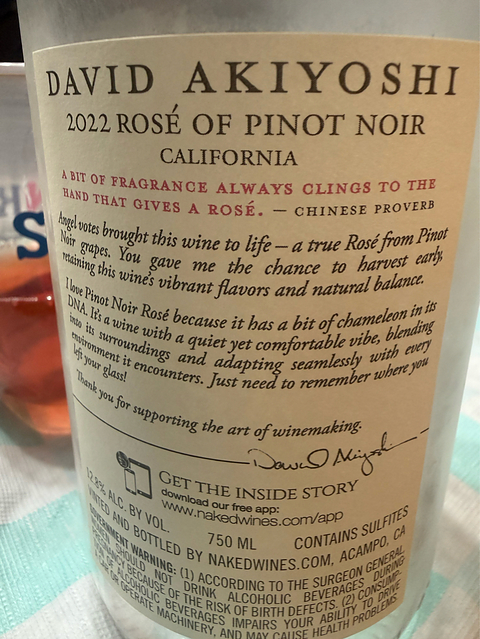 DAVID AKIYOSHI
2022 ROSÉ OF PINOT NOIR
CALIFORNIA
A BIT OF FRAGRANCE ALWAYS CLINGS TO THE
HAND THAT GIVES A ROSÉ. — CHINESE PROVERB
Angel votes brought this wine to life – a true Rosé from Pinot
Noir grapes. You gave me the chance to harvest early,
retaining this wine's vibrant flavors and natural balance.
I love Pinot Noir Rosé because it has a bit of chameleon in its
DNA. It's a wine with a quiet yet comfortable vibe, blending
into its surroundings and adapting seamlessly with every
environment it encounters. Just need to remember where you
left your glass!
Thank you for supporting the art of winemaking.
David Akiyoshi
GET THE INSIDE STORY
download our free app:
www.nakedwines.com/app
12.8% ALC. BY VOL. 750 ML CONTAINS SULFITES
VINTED AND BOTTLED BY NAKEDWINES.COM, ACAMPO, CA
GOVERNMENT WARNING: (1) ACCORDING TO THE SURGEON GENERAL,
WOMEN SHOULD NOT DRINK ALCOHOLIC BEVERAGES DURING
PREGNANCY BECAUSE OF THE RISK OF BIRTH DEFECTS. (2) CONSUMP-
OF ALCOHOLIC BEVERAGES IMPAIRS YOUR ABILITY TO DRIVE
OR OPERATE MACHINERY, AND MAY CAUSE HEALTH PROBLEMS.